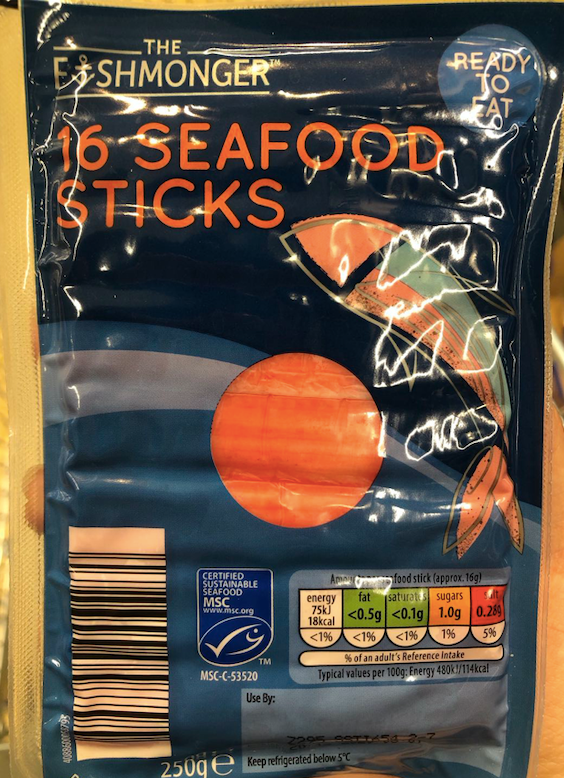 THE
FISHMONGER™
READY
TO
EAT
16 SEAFOOD
STICKS
CERTIFIED
SUSTAINABLE
SEAFOOD
MSC
www.msc.org
TM
MSC-C-53520
food stick (approx. 16g)
energy fat saturates sugars salt
75kJ
18kcal <0.5g <0.1g 1.0g 0.28g
<1% <1% <1% 1% 5%
% of an adult's Reference Intake
Typical values per 100g: Energy 480kJ/114kcal
Use By:
250g e
Keep refrigerated below 5°C